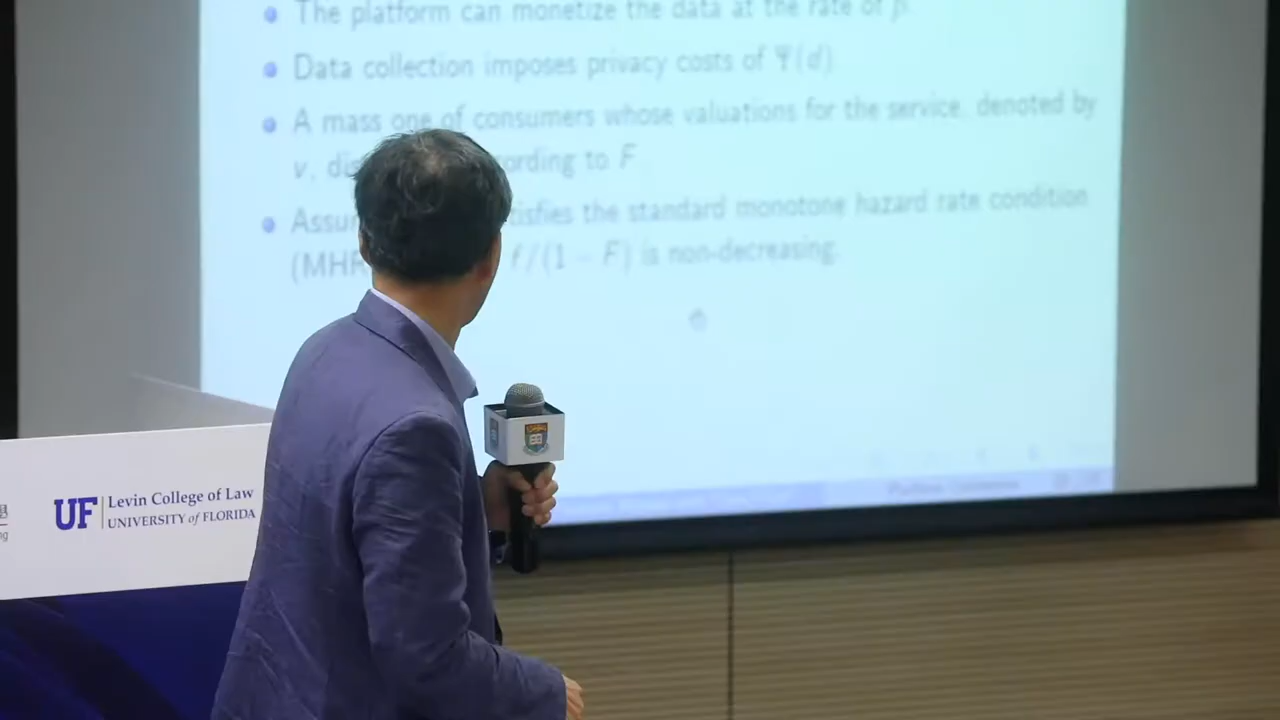 The platform can monetize the data at the rate of β.
Data collection imposes privacy costs of Ψ(d)
A mass one of consumers whose valuations for the service, denoted by
v, dis ording to F
Assu isfies the standard monotone hazard rate condition
(MHR f/(1 − F) is non-decreasing.
UF Levin College of Law
UNIVERSITY of FLORIDA